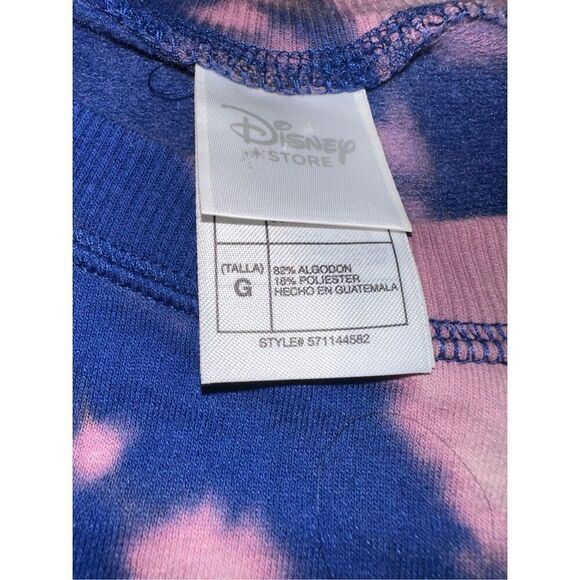 Disney
STORE
(TALLA)
G
82% ALGODON
18% POLIESTER
HECHO EN GUATEMALA
STYLE# 571144582